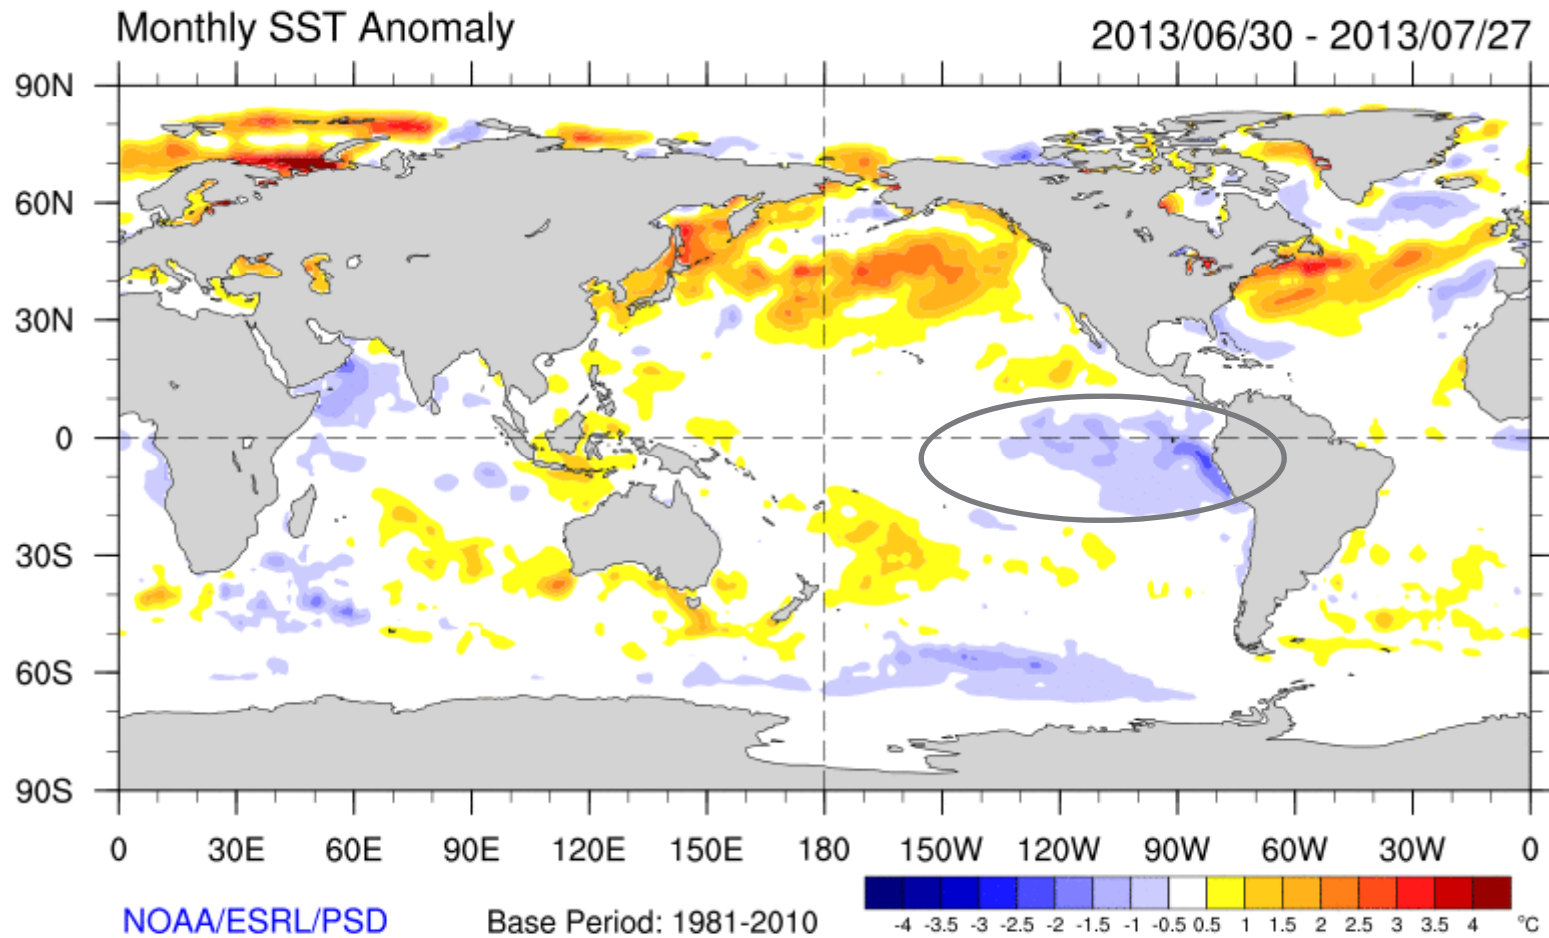 Monthly SST Anomaly
2013/06/30 - 2013/07/27
90N
60N
30N
0
30S
60S
90S
0 30E 60E 90E 120E 150E 180 150W 120W 90W 60W 30W 0
-4 -3.5 -3 -2.5 -2 -1.5 -1 -0.5 0.5 1 1.5 2 2.5 3 3.5 4 °C
NOAA/ESRL/PSD
Base Period: 1981-2010